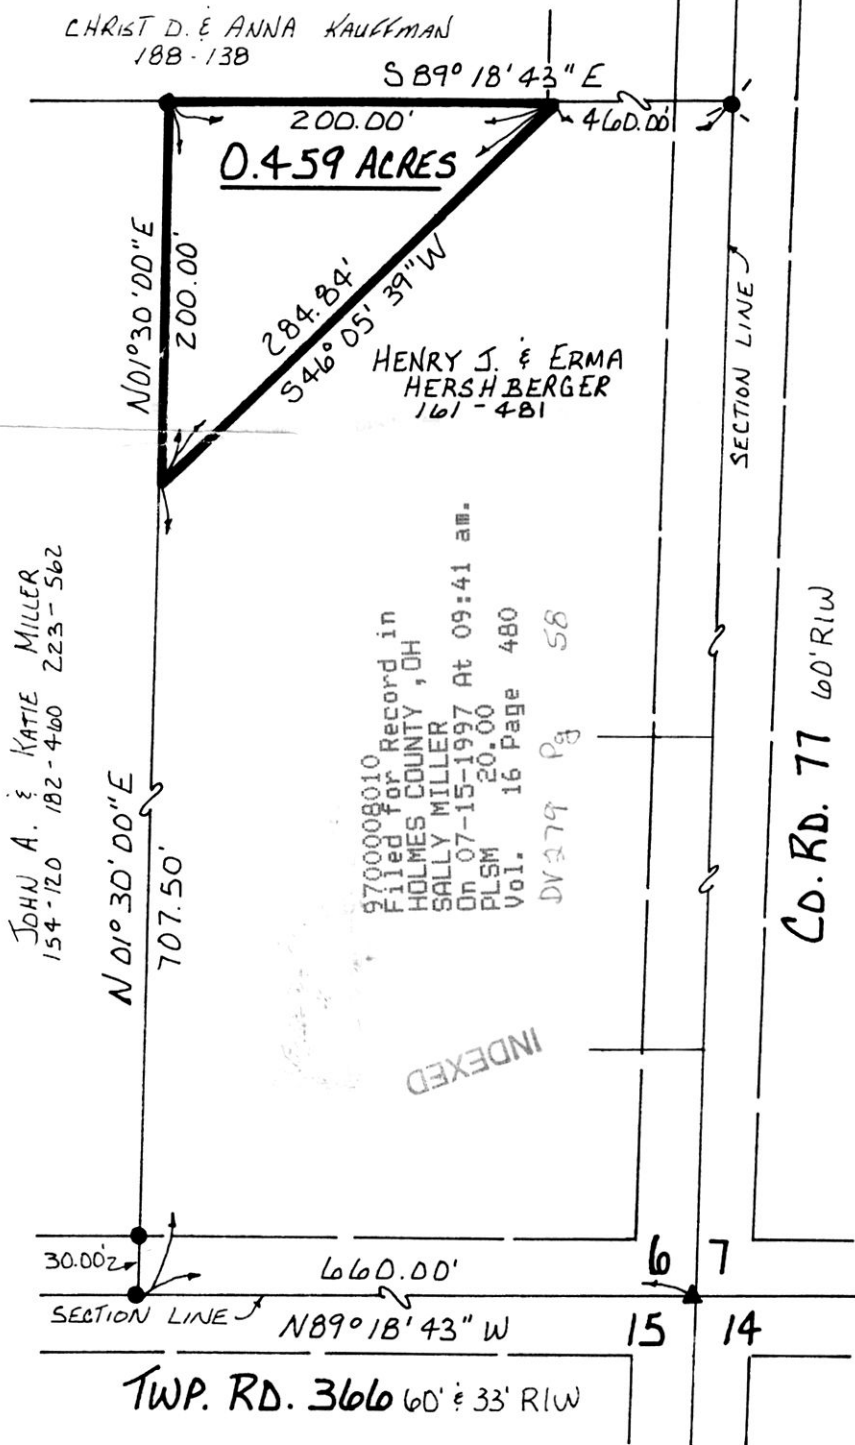 CHRIST D. & ANNA KAUFFMAN
188-138
S 89° 18' 43" E
200.00'
460.00'
0.459 ACRES
N01°30'00"E
200.00'
284.84'
S46° 05' 39"W
HENRY J. & ERMA
HERSHBERGER
161-481
SECTION LINE
JOHN A. & KATIE MILLER
154-120 182-460 223-562
N 01° 30' 00"E
707.50'
9700008010
Filed for Record in
HOLMES COUNTY , OH
SALLY MILLER
On 07-15-1997 At 09:41 am.
PLSM 20.00
Vol. 16 Page 480
DV 279 Pg 58
CO. RD. 77 60' R/W
INDEXED
30.00'
660.00'
6 7
SECTION LINE
N89° 18' 43" W
15 14
TWP. RD. 366 60' & 33' R/W